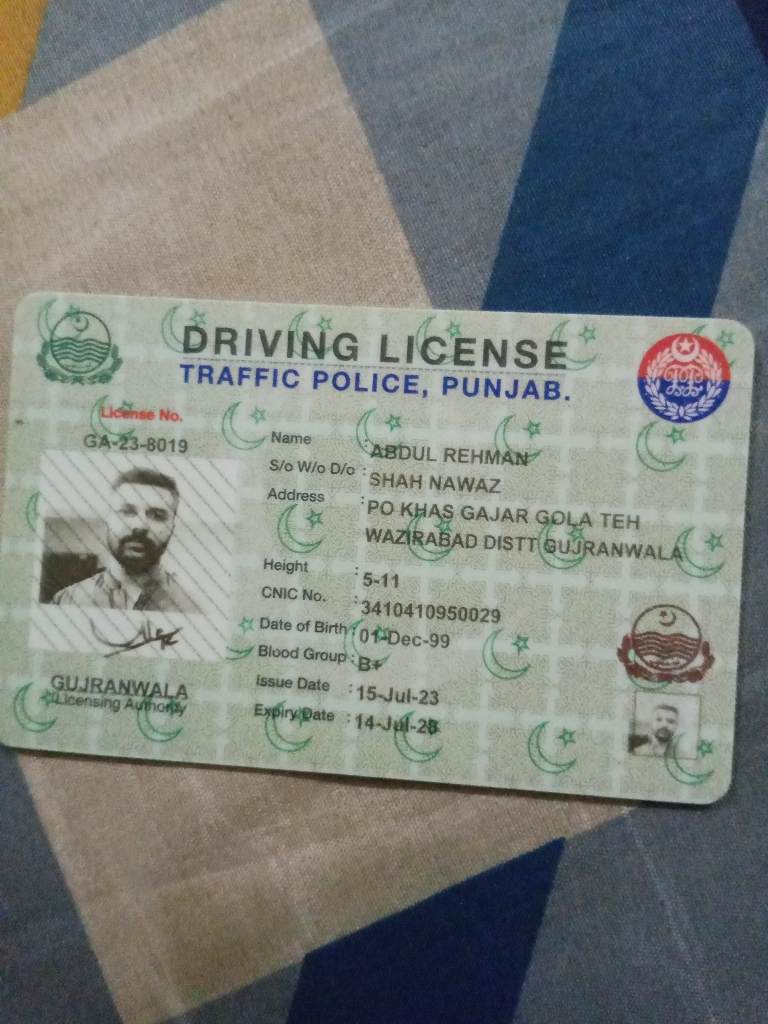 DRIVING LICENSE
TRAFFIC POLICE, PUNJAB.
License No.
GA-23-8019
Name : ABDUL REHMAN
S/o W/o D/o : SHAH NAWAZ
Address : PO KHAS GAJAR GOLA TEH
WAZIRABAD DISTT GUJRANWALA
Height : 5-11
CNIC No. : 3410410950029
Date of Birth : 01-Dec-99
Blood Group : B+
Issue Date : 15-Jul-23
Expiry Date : 14-Jul-28
GUJRANWALA
Licensing Authority